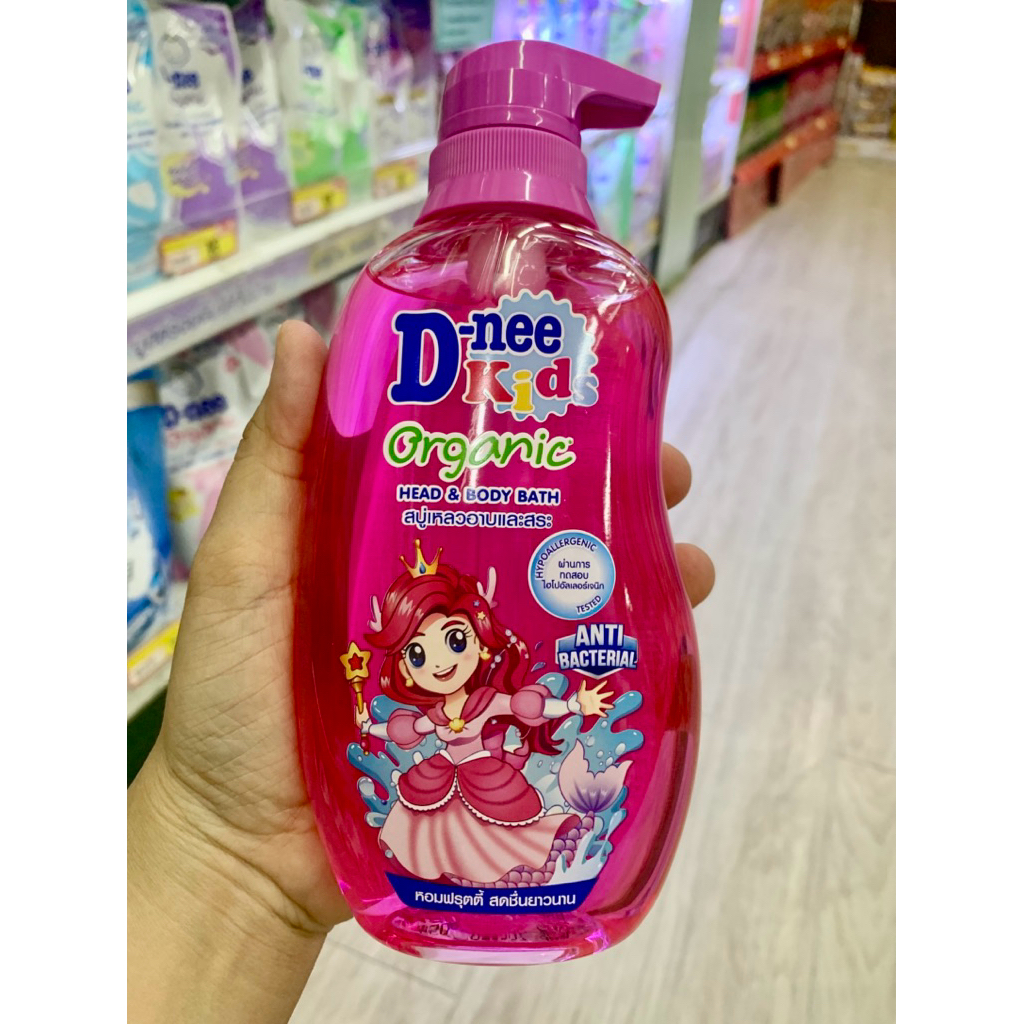 D-nee
Kids
Organic
HEAD & BODY BATH
สบู่เหลวอาบและสระ
HYPOALLERGENIC
ผ่านการ
ทดสอบ
ไฮโปอัลเลอร์เจนิก
TESTED
ANTI
BACTERIAL
หอมฟรุตตี้ สดชื่นยาวนาน
D-nee